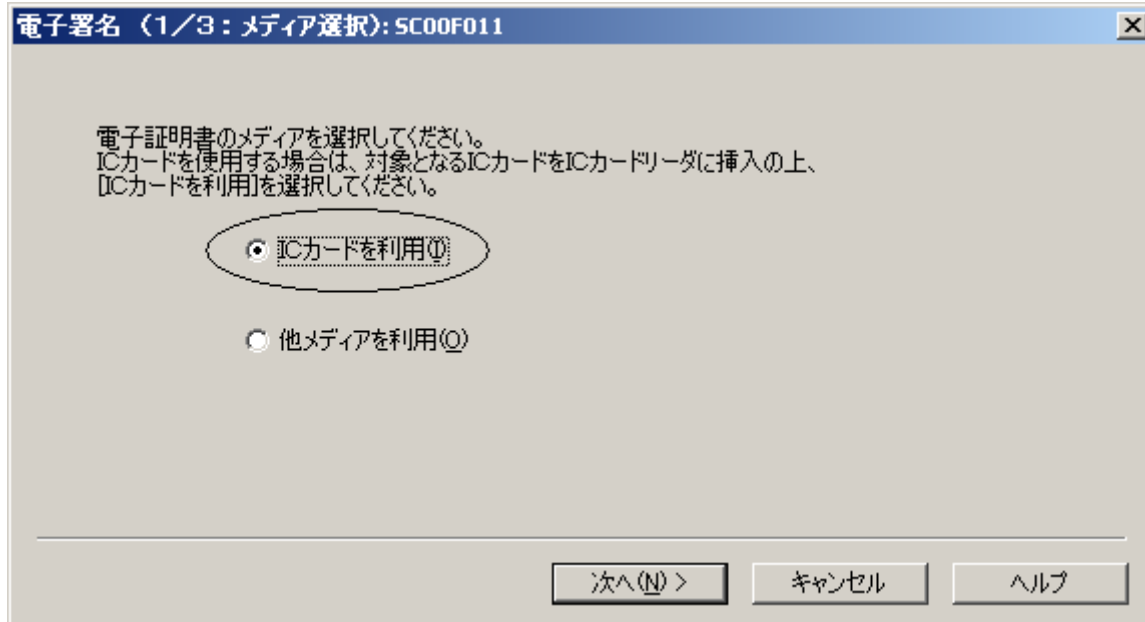 電子署名（1／3：メディア選択）: SC00F011
電子証明書のメディアを選択してください。
ICカードを使用する場合は、対象となるICカードをICカードリーダに挿入の上、
[ICカードを利用]を選択してください。
ICカードを利用(I)
他メディアを利用(O)
次へ(N) >
キャンセル
ヘルプ